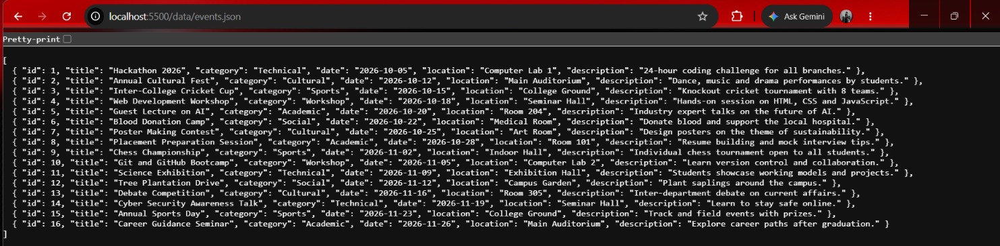 localhost:5500/data/events.json
Ask Gemini
Pretty-print
[
{ "id": 1, "title": "Hackathon 2026", "category": "Technical", "date": "2026-10-05", "location": "Computer Lab 1", "description": "24-hour coding challenge for all branches." },
{ "id": 2, "title": "Annual Cultural Fest", "category": "Cultural", "date": "2026-10-12", "location": "Main Auditorium", "description": "Dance, music and drama performances by students." },
{ "id": 3, "title": "Inter-College Cricket Cup", "category": "Sports", "date": "2026-10-15", "location": "College Ground", "description": "Knockout cricket tournament with 8 teams." },
{ "id": 4, "title": "Web Development Workshop", "category": "Workshop", "date": "2026-10-18", "location": "Seminar Hall", "description": "Hands-on session on HTML, CSS and JavaScript." },
{ "id": 5, "title": "Guest Lecture on AI", "category": "Academic", "date": "2026-10-20", "location": "Room 204", "description": "Industry expert talks on the future of AI." },
{ "id": 6, "title": "Blood Donation Camp", "category": "Social", "date": "2026-10-22", "location": "Medical Room", "description": "Donate blood and support the local hospital." },
{ "id": 7, "title": "Poster Making Contest", "category": "Cultural", "date": "2026-10-25", "location": "Art Room", "description": "Design posters on the theme of sustainability." },
{ "id": 8, "title": "Placement Preparation Session", "category": "Academic", "date": "2026-10-28", "location": "Room 101", "description": "Resume building and mock interview tips." },
{ "id": 9, "title": "Chess Championship", "category": "Sports", "date": "2026-11-02", "location": "Indoor Hall", "description": "Individual chess tournament open to all students." },
{ "id": 10, "title": "Git and GitHub Bootcamp", "category": "Workshop", "date": "2026-11-05", "location": "Computer Lab 2", "description": "Learn version control and collaboration." },
{ "id": 11, "title": "Science Exhibition", "category": "Technical", "date": "2026-11-09", "location": "Exhibition Hall", "description": "Students showcase working models and projects." },
{ "id": 12, "title": "Tree Plantation Drive", "category": "Social", "date": "2026-11-12", "location": "Campus Garden", "description": "Plant saplings around the campus." },
{ "id": 13, "title": "Debate Competition", "category": "Cultural", "date": "2026-11-16", "location": "Room 305", "description": "Inter-department debate on current affairs." },
{ "id": 14, "title": "Cyber Security Awareness Talk", "category": "Technical", "date": "2026-11-19", "location": "Seminar Hall", "description": "Learn to stay safe online." },
{ "id": 15, "title": "Annual Sports Day", "category": "Sports", "date": "2026-11-23", "location": "College Ground", "description": "Track and field events with prizes." },
{ "id": 16, "title": "Career Guidance Seminar", "category": "Academic", "date": "2026-11-26", "location": "Main Auditorium", "description": "Explore career paths after graduation." }
]